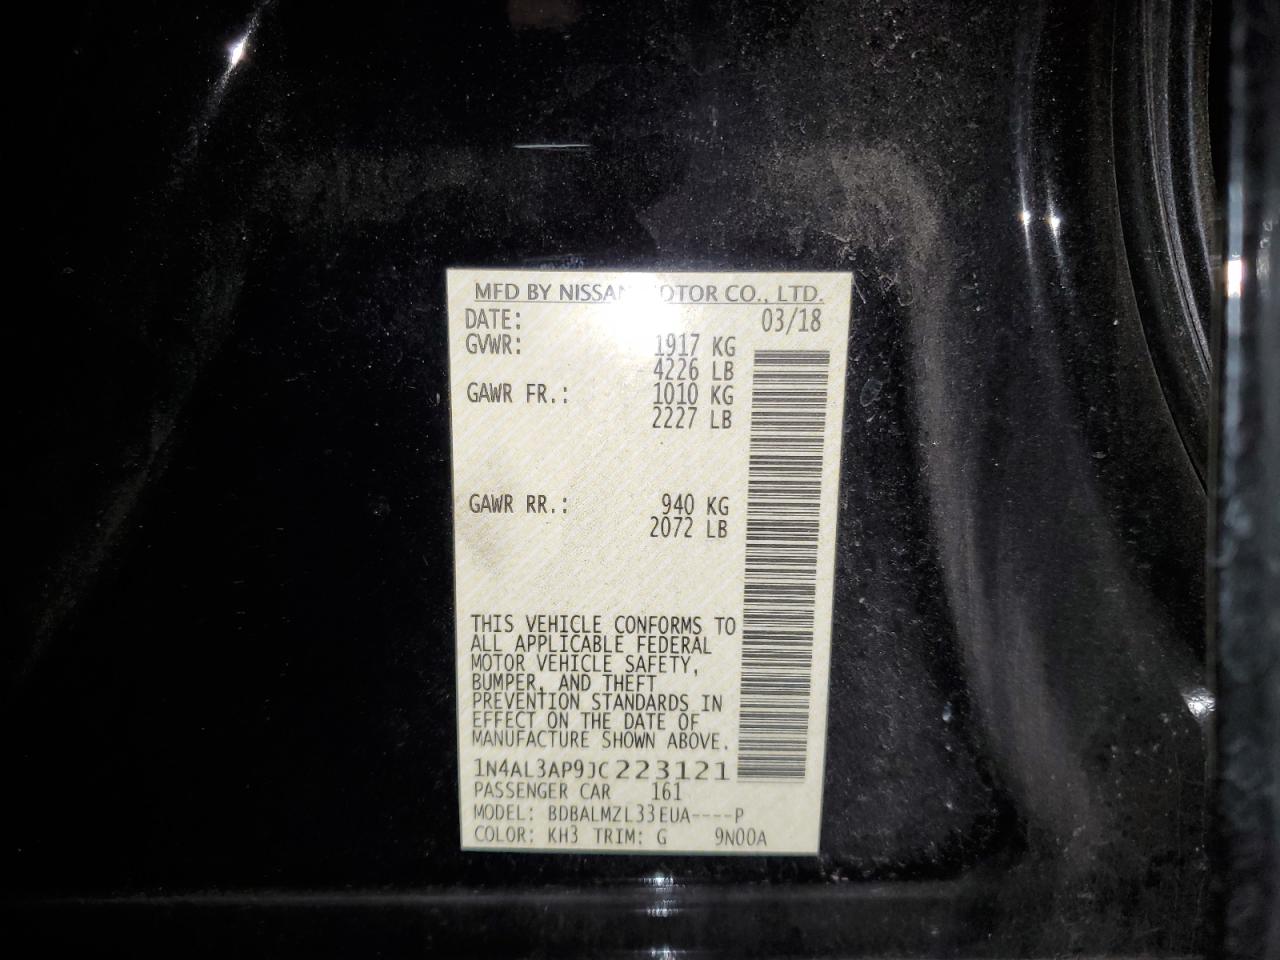 MFD BY NISSAN MOTOR CO., LTD.
DATE: 03/18
GVWR: 1917 KG
4226 LB
GAWR FR.: 1010 KG
2227 LB
GAWR RR.: 940 KG
2072 LB
THIS VEHICLE CONFORMS TO
ALL APPLICABLE FEDERAL
MOTOR VEHICLE SAFETY,
BUMPER, AND THEFT
PREVENTION STANDARDS IN
EFFECT ON THE DATE OF
MANUFACTURE SHOWN ABOVE.
1N4AL3AP9JC223121
PASSENGER CAR 161
MODEL: BDBALMZL33EUA----P
COLOR: KH3 TRIM: G 9N00A